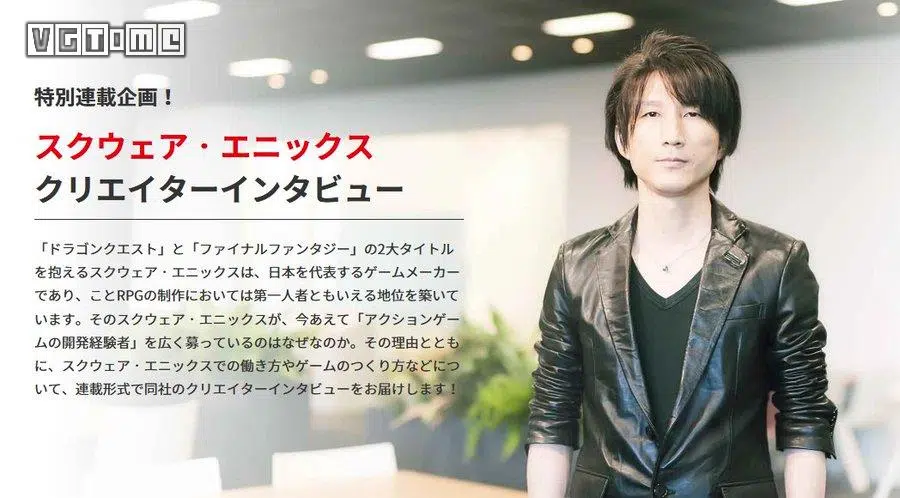 VGTIME
特別連載企画！
スクウェア・エニックス
クリエイターインタビュー
「ドラゴンクエスト」と「ファイナルファンタジー」の2大タイトル
を抱えるスクウェア・エニックスは、日本を代表するゲームメーカー
であり、ことRPGの制作においては第一人者ともいえる地位を築いて
います。そのスクウェア・エニックスが、今あえて「アクションゲー
ムの開発経験者」を広く募っているのはなぜなのか。その理由ととも
に、スクウェア・エニックスでの働き方やゲームのつくり方などにつ
いて、連載形式で同社のクリエイターインタビューをお届けします！